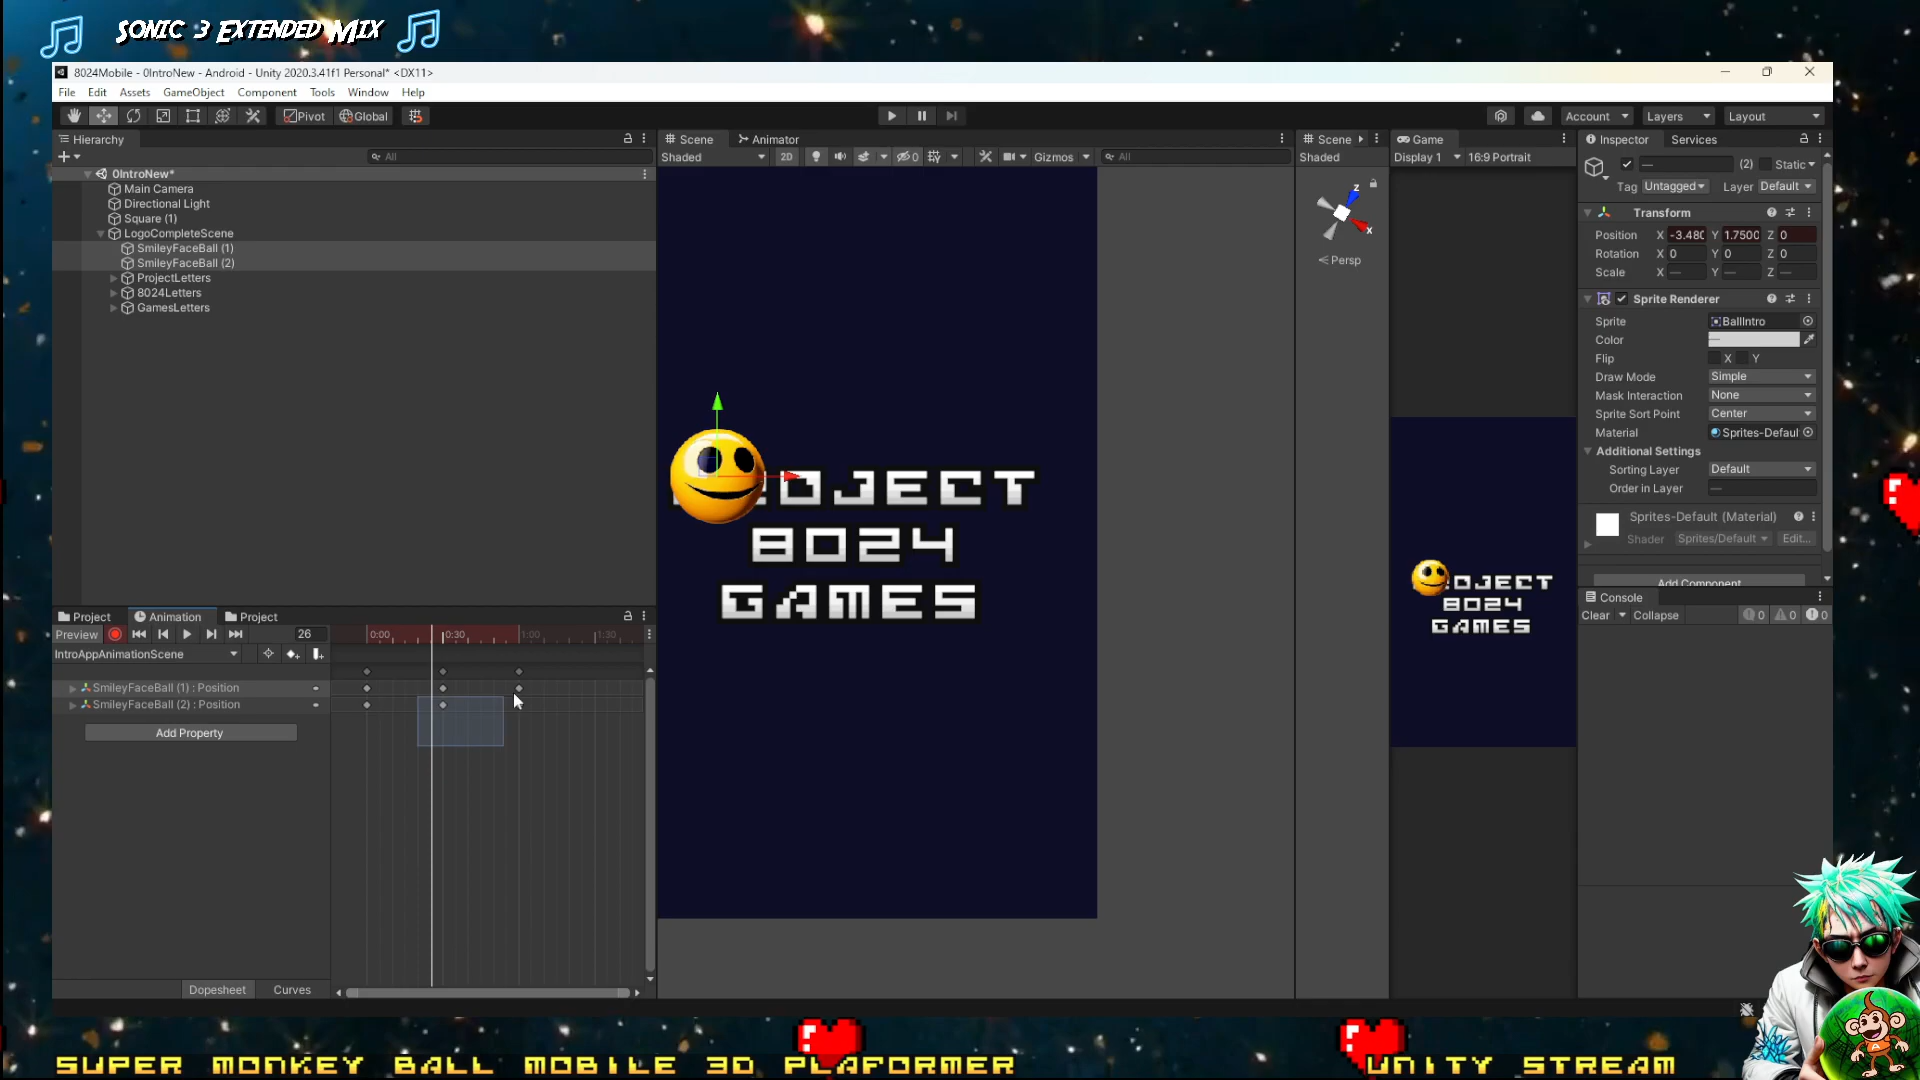 Sonic 3 Extended Mix
8024Mobile - 0IntroNew - Android - Unity 2020.3.41f1 Personal* <DX11>
File Edit Assets GameObject Component Tools Window Help
Pivot Global Account Layers Layout
Hierarchy
All
0IntroNew*
Main Camera
Directional Light
Square (1)
LogoCompleteScene
SmileyFaceBall (1)
SmileyFaceBall (2)
ProjectLetters
8024Letters
GamesLetters
Scene Animator
Shaded 2D 0 Gizmos All
OJECT
8024
GAMES
Scene
Shaded
z
x
Persp
Game
Display 1 16:9 Portrait
OJECT
8024
GAMES
Inspector Services
— (2) Static
Tag Untagged Layer Default
Transform
Position X -3.480 Y 1.7500 Z 0
Rotation X 0 Y 0 Z 0
Scale X — Y — Z —
Sprite Renderer
Sprite BallIntro
Color —
Flip X Y
Draw Mode Simple
Mask Interaction None
Sprite Sort Point Center
Material Sprites-Defaul
Additional Settings
Sorting Layer Default
Order in Layer —
Sprites-Default (Material)
Shader Sprites/Default Edit...
Add Component
Console
Clear Collapse 0 0 0
Project Animation Project
Preview 26 0:00 0:30 1:00 1:30
IntroAppAnimationScene
SmileyFaceBall (1) : Position
SmileyFaceBall (2) : Position
Add Property
Dopesheet Curves
SUPER MONKEY BALL MOBILE 3D PLAFORMER
UNITY STREAM